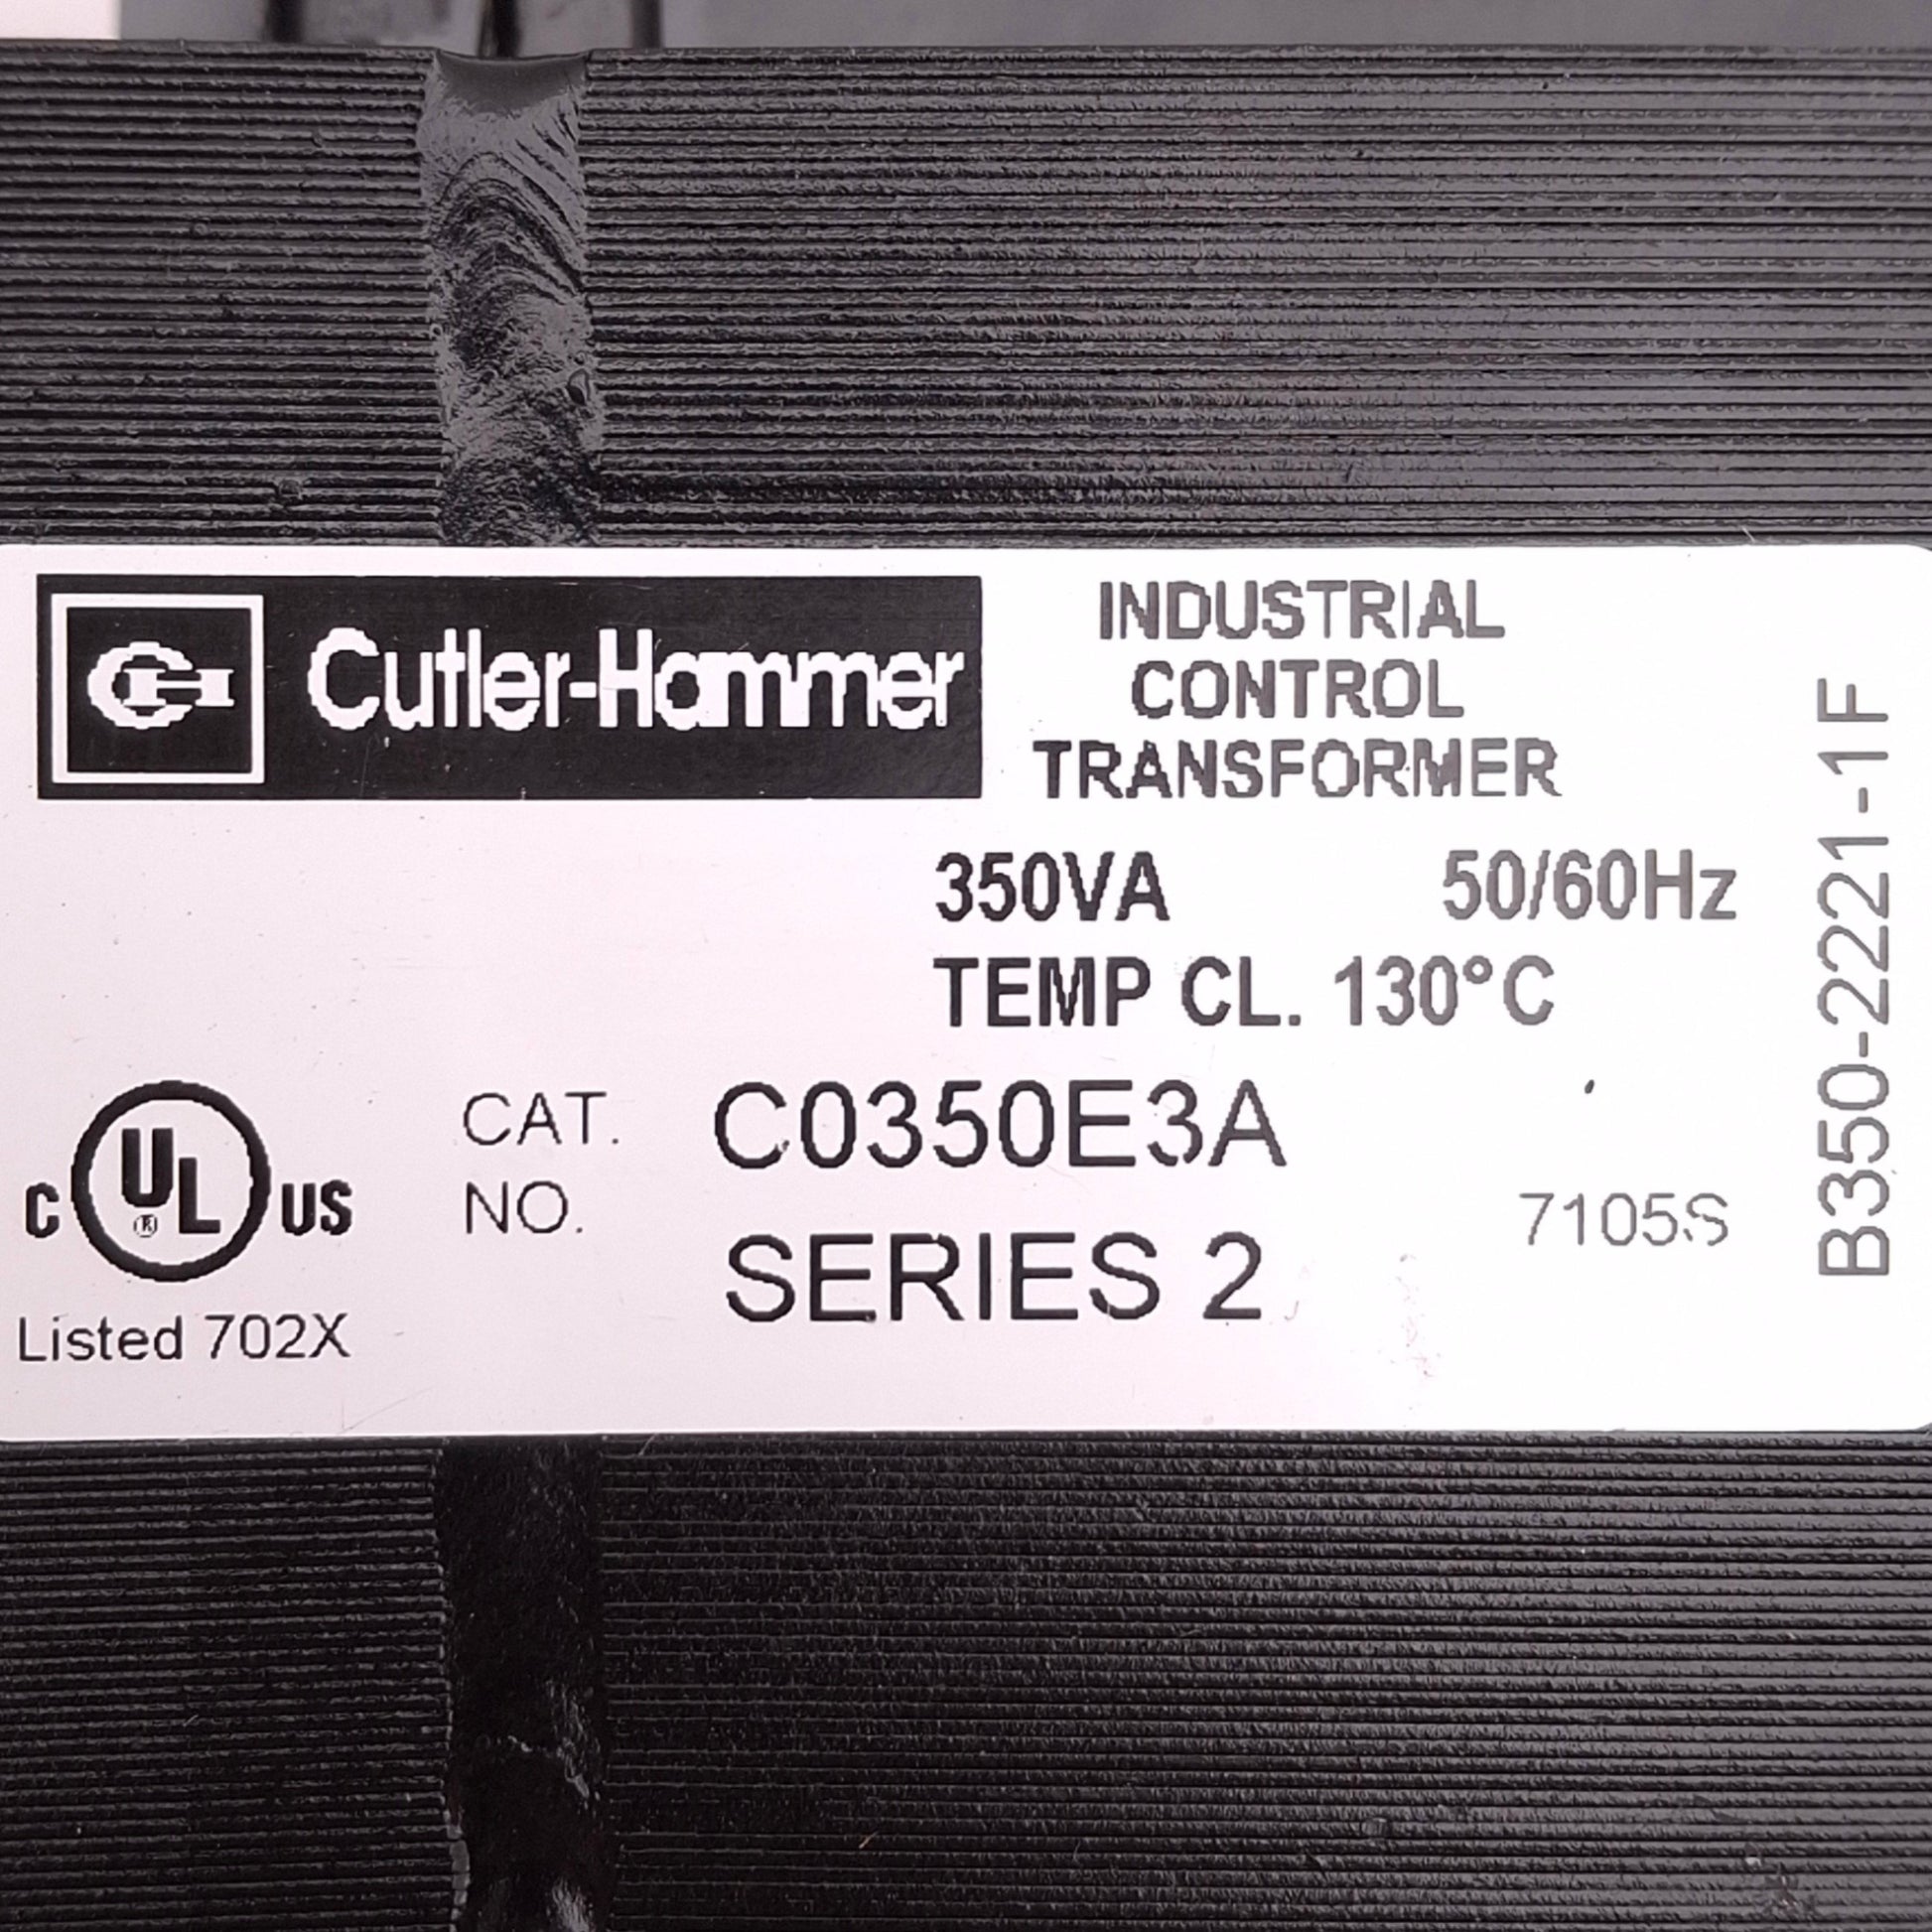 CH Cutler-Hammer
INDUSTRIAL
CONTROL
TRANSFORMER
350VA 50/60Hz
TEMP CL. 130°C
CAT. NO. C0350E3A
SERIES 2
7105S
C UL® US
Listed 702X
B350-2221-1F